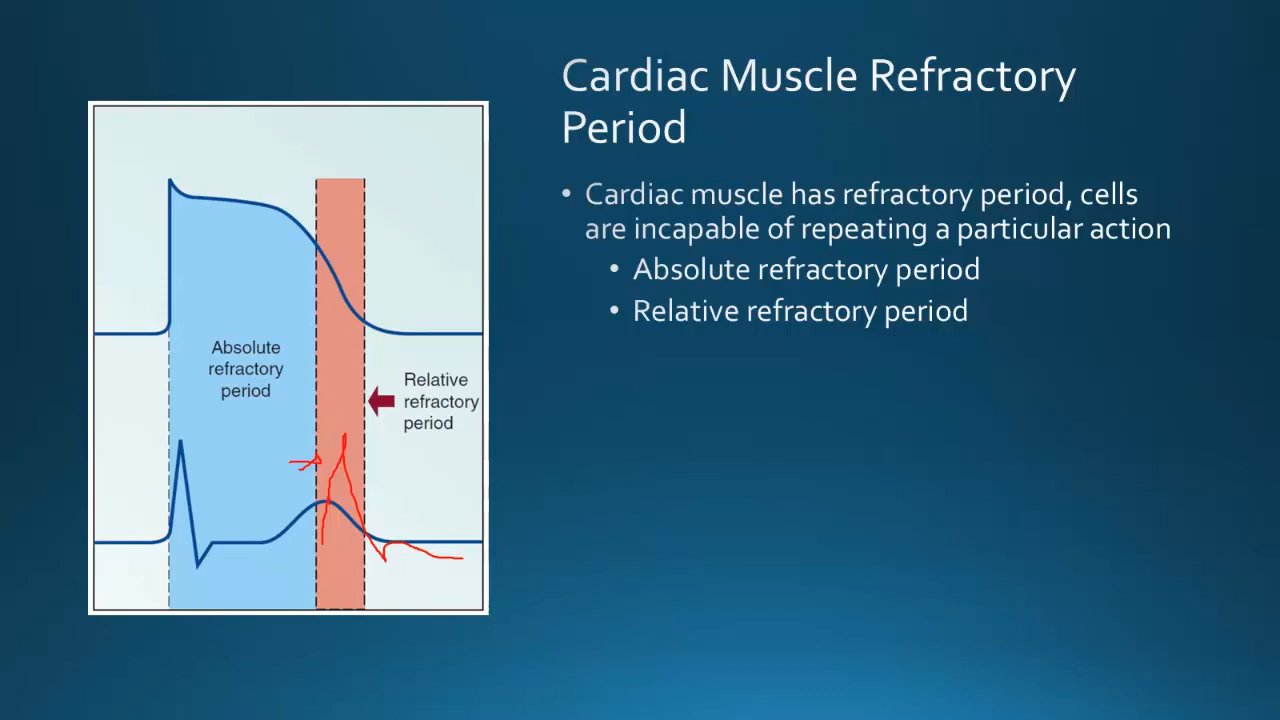 Cardiac Muscle Refractory
Period
• Cardiac muscle has refractory period, cells
are incapable of repeating a particular action
• Absolute refractory period
• Relative refractory period
Absolute
refractory
period
Relative
refractory
period